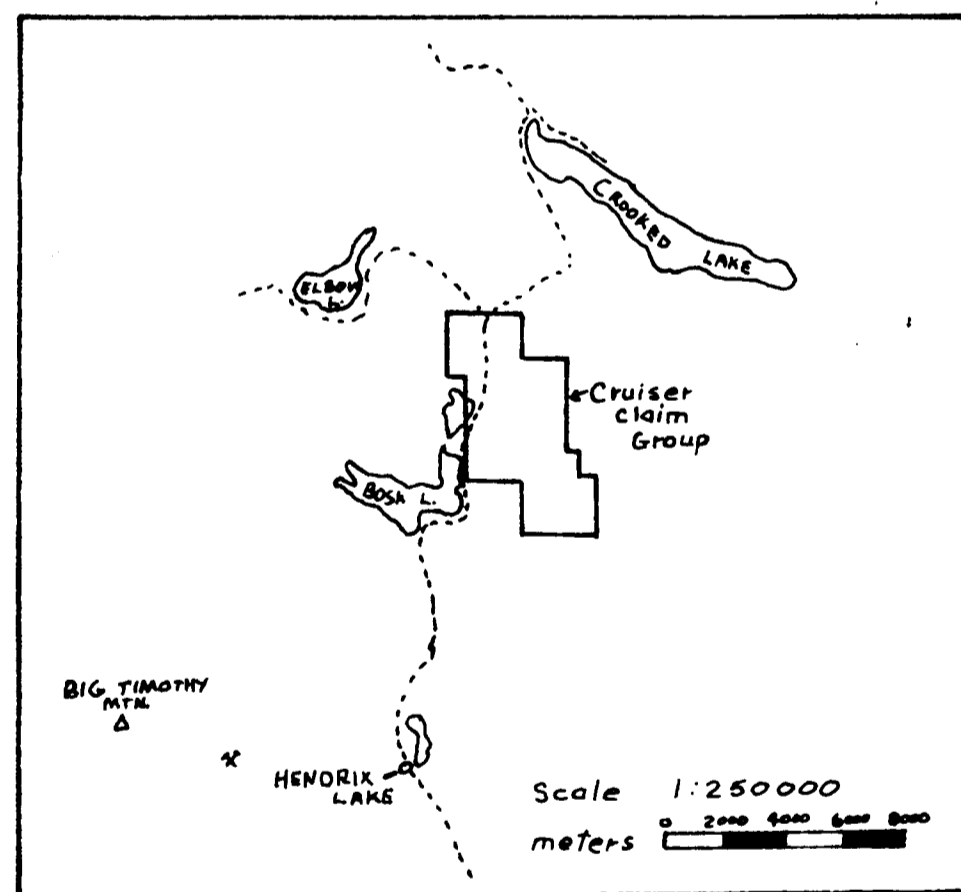 CROOKED LAKE
ELBOW
L.
Cruiser
claim
Group
BOSK L.
BIG TIMOTHY
MTN.
HENDRIX
LAKE
Scale 1:250000
0 2000 4000 6000 8000
meters